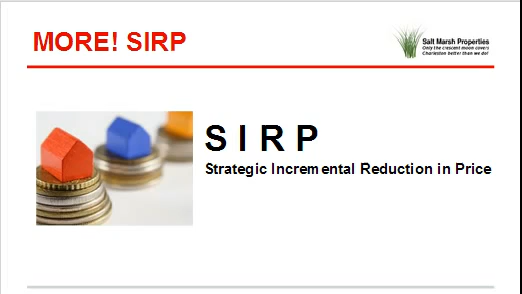 MORE! SIRP
Salt Marsh Properties
Only the crescent moon covers
Charleston better than we do!
S I R P
Strategic Incremental Reduction in Price